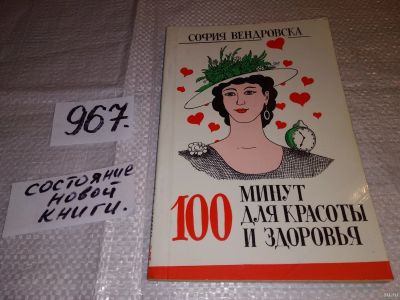 СОФИЯ ВЕНДРОВСКА
967.
СОСТОЯНИЕ
НОВОЙ
КНИГИ.
100 МИНУТ
ДЛЯ КРАСОТЫ
И ЗДОРОВЬЯ